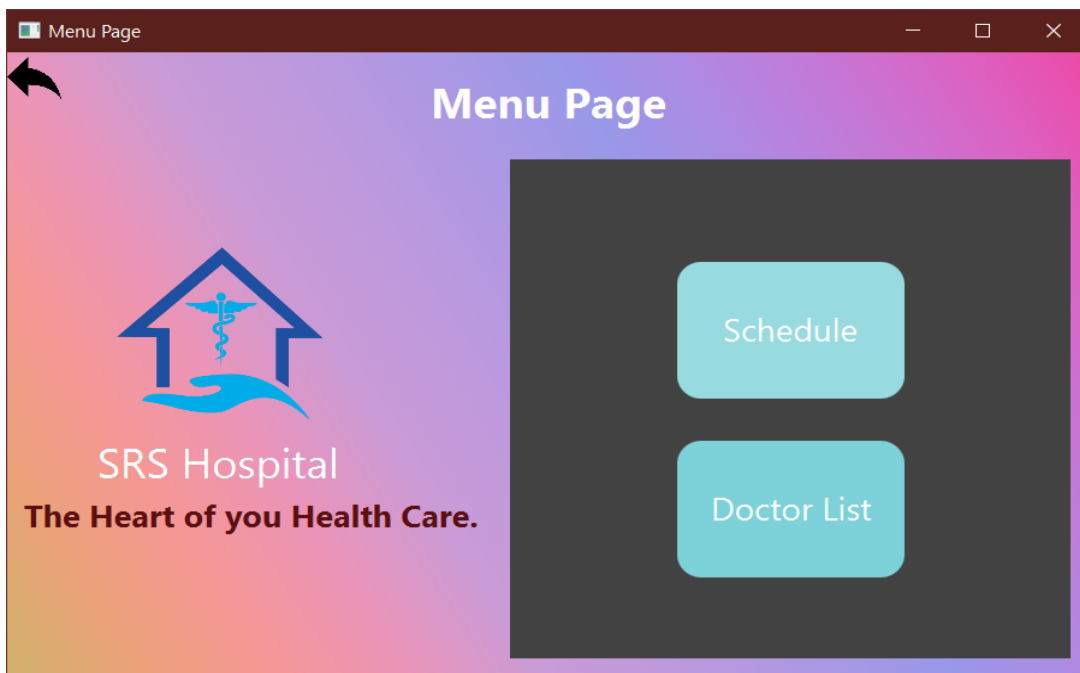 Menu Page
Menu Page
Schedule
SRS Hospital
The Heart of you Health Care.
Doctor List